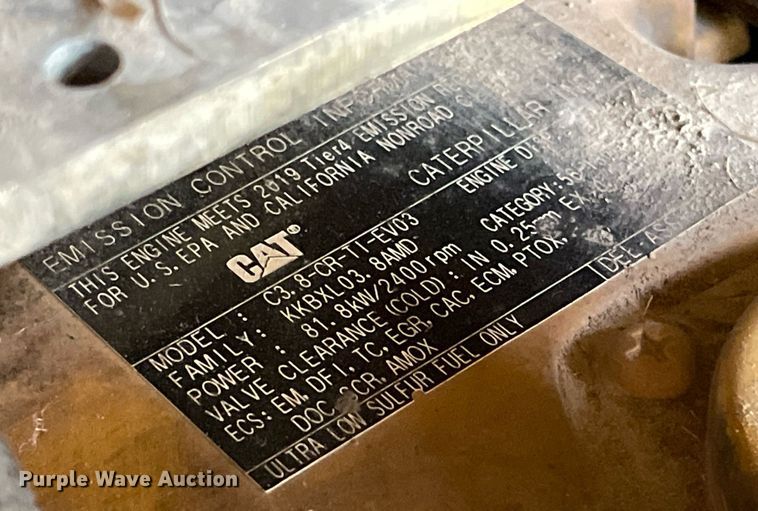 EMISSION CONTROL
THIS ENGINE MEETS 2019 Tier4 EMISSION
FOR U.S. EPA AND CALIFORNIA NONROAD
CAT CATERPILLAR
MODEL : C3.8-CR-TI-EV03 ENGINE
FAMILY: KKBXL03.8AMD
POWER : 81.8kW/2400rpm CATEGORY:
VALVE CLEARANCE (COLD) : IN 0.25mm
ECS: EM, DFI, TC, EGR, CAC, ECM, PTOX,
DOC, SCR, AMOX
ULTRA LOW SULFUR FUEL ONLY
Purple Wave Auction